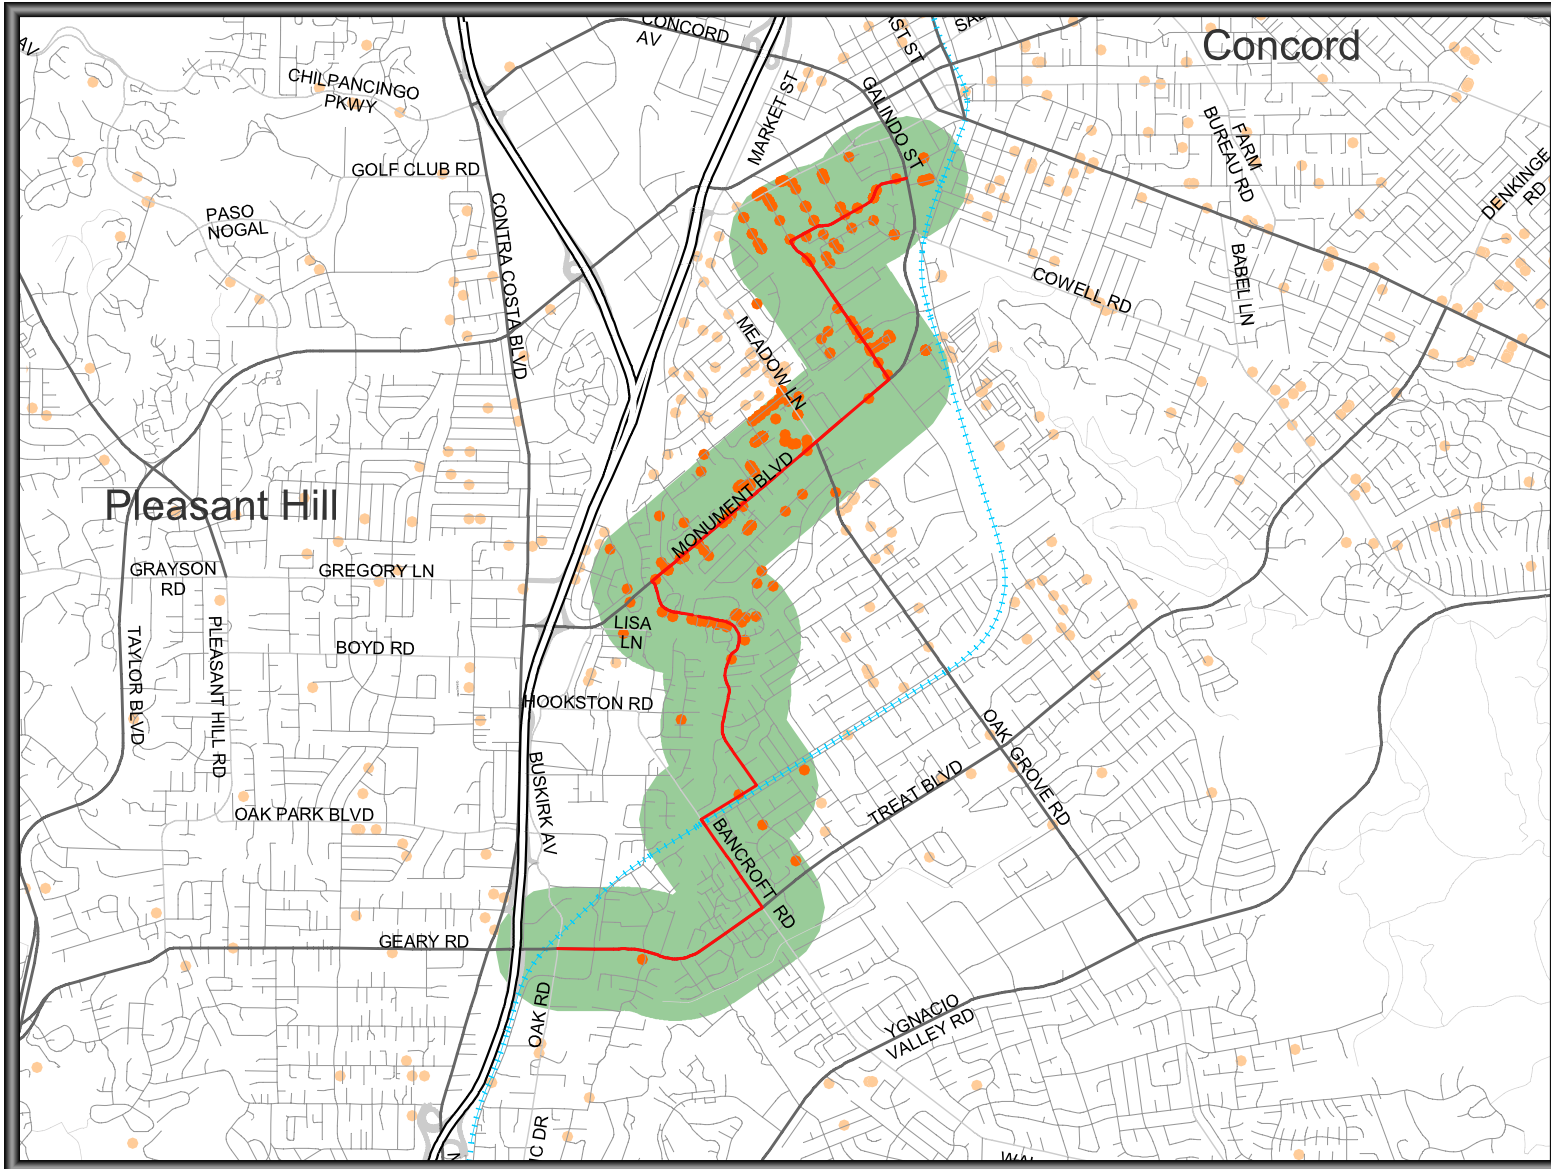 AV
CONCORD
AV
Concord
CHILPANCINGO
PKWY
MARKET ST
GALINDO ST
FARM
BUREAU RD
DENKINGE
RD
GOLF CLUB RD
PASO
NOGAL
CONTRA COSTA BLVD
BABEL LN
COWELL RD
MEADOW LN
MONUMENT BLVD
Pleasant Hill
GRAYSON
RD
GREGORY LN
LISA
LN
BOYD RD
TAYLOR BLVD
PLEASANT HILL RD
HOOKSTON RD
OAK GROVE RD
BUSKIRK AV
TREAT BLVD
OAK PARK BLVD
BANCROFT RD
GEARY RD
OAK RD
YGNACIO
VALLEY RD